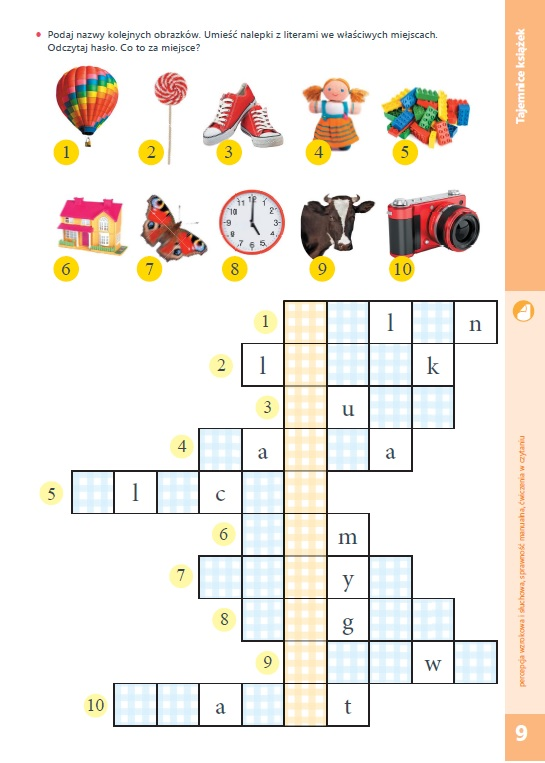 • Podaj nazwy kolejnych obrazków. Umieść nalepki z literami we właściwych miejscach.
Odczytaj hasło. Co to za miejsce?
Tajemnice książek
1 2 3 4 5
12 1 2 3 4 5 6 7 8 9 10 11
6 7 8 9 10
1 l n
2 l k
3 u
4 a a
5 l c
6 m
7 y
8 g
9 w
10 a t
percepcja wzrokowa i słuchowa, sprawność manualna, ćwiczenia w czytaniu
9